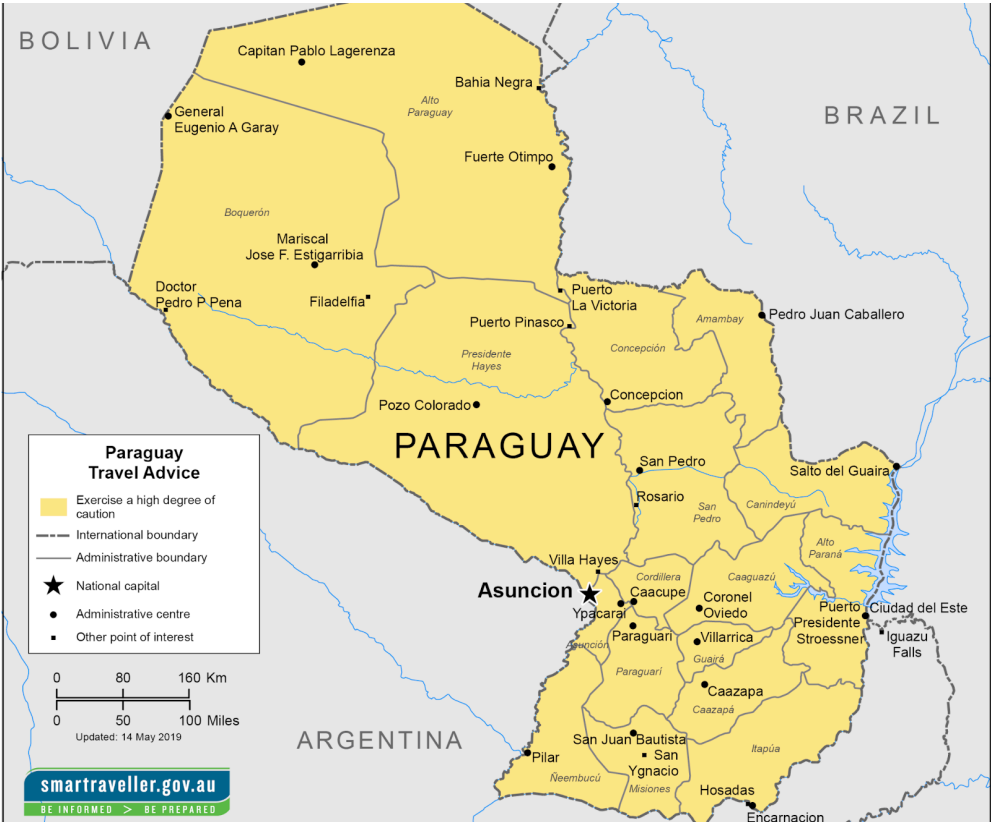 BOLIVIA
Capitan Pablo Lagerenza
Bahia Negra
Alto
Paraguay
General
Eugenio A Garay
BRAZIL
Fuerte Otimpo
Boquerón
Mariscal
Jose F. Estigarribia
Doctor
Pedro P Pena
Filadelfia
Puerto
La Victoria
Puerto Pinasco
Amambay
Pedro Juan Caballero
Concepción
Presidente
Hayes
Pozo Colorado
Concepcion
PARAGUAY
San Pedro
Salto del Guaira
Rosario
San
Pedro
Canindeyú
Alto
Paraná
Villa Hayes
Cordillera
Caaguazú
Asuncion
Caacupe
Ypacarai
Coronel
Oviedo
Puerto
Presidente
Stroessner
Ciudad del Este
Iguazu
Falls
Paraguari
Asunción
Villarrica
Guairá
Paraguarí
Caazapa
Caazapá
ARGENTINA
San Juan Bautista
San
Ygnacio
Itapúa
Pilar
Ñeembucú
Misiones
Hosadas
Encarnacion
Paraguay
Travel Advice
Exercise a high degree of
caution
International boundary
Administrative boundary
National capital
Administrative centre
Other point of interest
0 80 160 Km
0 50 100 Miles
Updated: 14 May 2019
smartraveller.gov.au
BE INFORMED > BE PREPARED